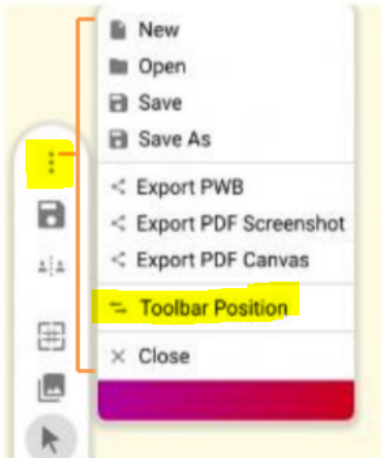 New
Open
Save
Save As
Export PWB
Export PDF Screenshot
Export PDF Canvas
Toolbar Position
Close